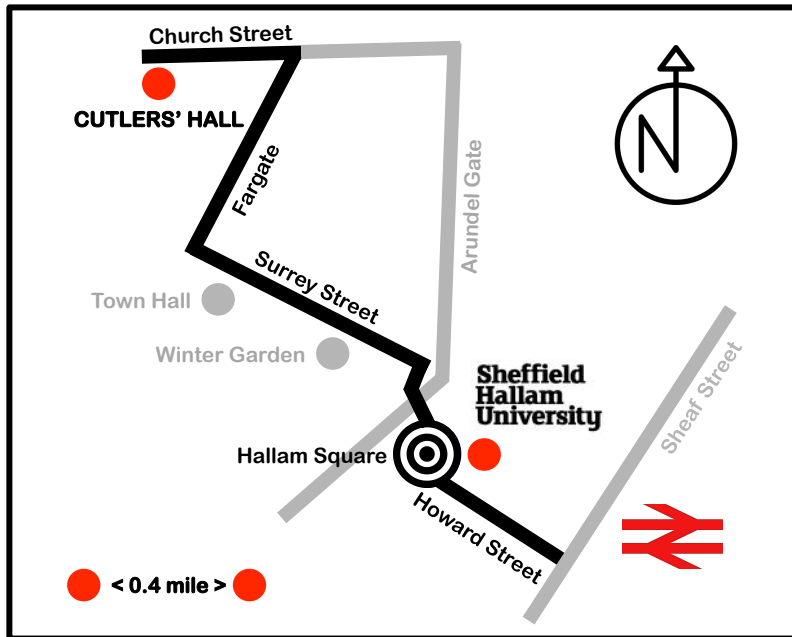 Church Street
CUTLERS' HALL
Fargate
Arundel Gate
N
Surrey Street
Town Hall
Winter Garden
Sheffield
Hallam
University
Sheaf Street
Hallam Square
Howard Street
< 0.4 mile >